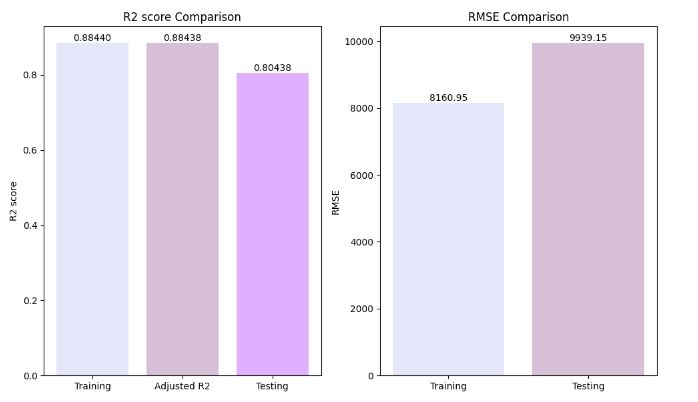 R2 score Comparison
0.88440
0.88438
0.80438
0.8
0.6
0.4
0.2
0.0
R2 score
Training
Adjusted R2
Testing
RMSE Comparison
9939.15
8160.95
10000
8000
6000
4000
2000
0
RMSE
Training
Testing